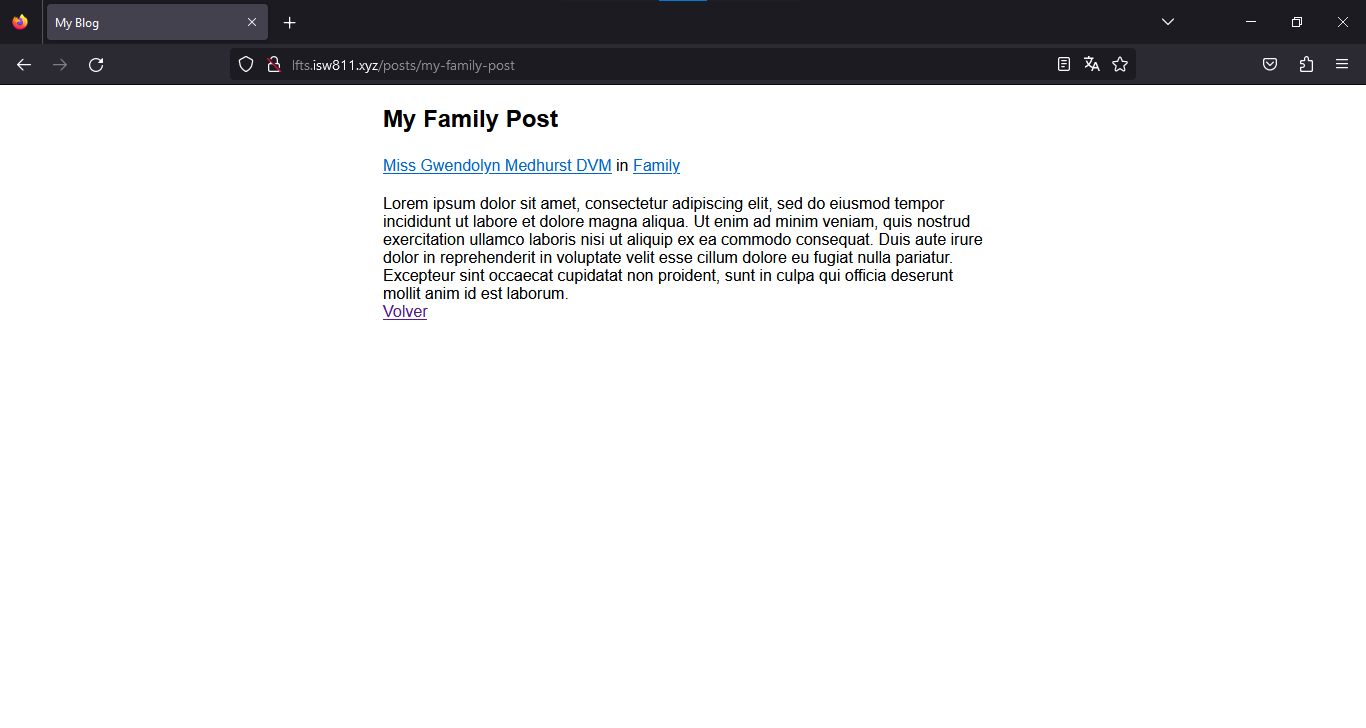 My Blog
lfts.isw811.xyz/posts/my-family-post
My Family Post
Miss Gwendolyn Medhurst DVM in Family
Lorem ipsum dolor sit amet, consectetur adipiscing elit, sed do eiusmod tempor
incididunt ut labore et dolore magna aliqua. Ut enim ad minim veniam, quis nostrud
exercitation ullamco laboris nisi ut aliquip ex ea commodo consequat. Duis aute irure
dolor in reprehenderit in voluptate velit esse cillum dolore eu fugiat nulla pariatur.
Excepteur sint occaecat cupidatat non proident, sunt in culpa qui officia deserunt
mollit anim id est laborum.
Volver